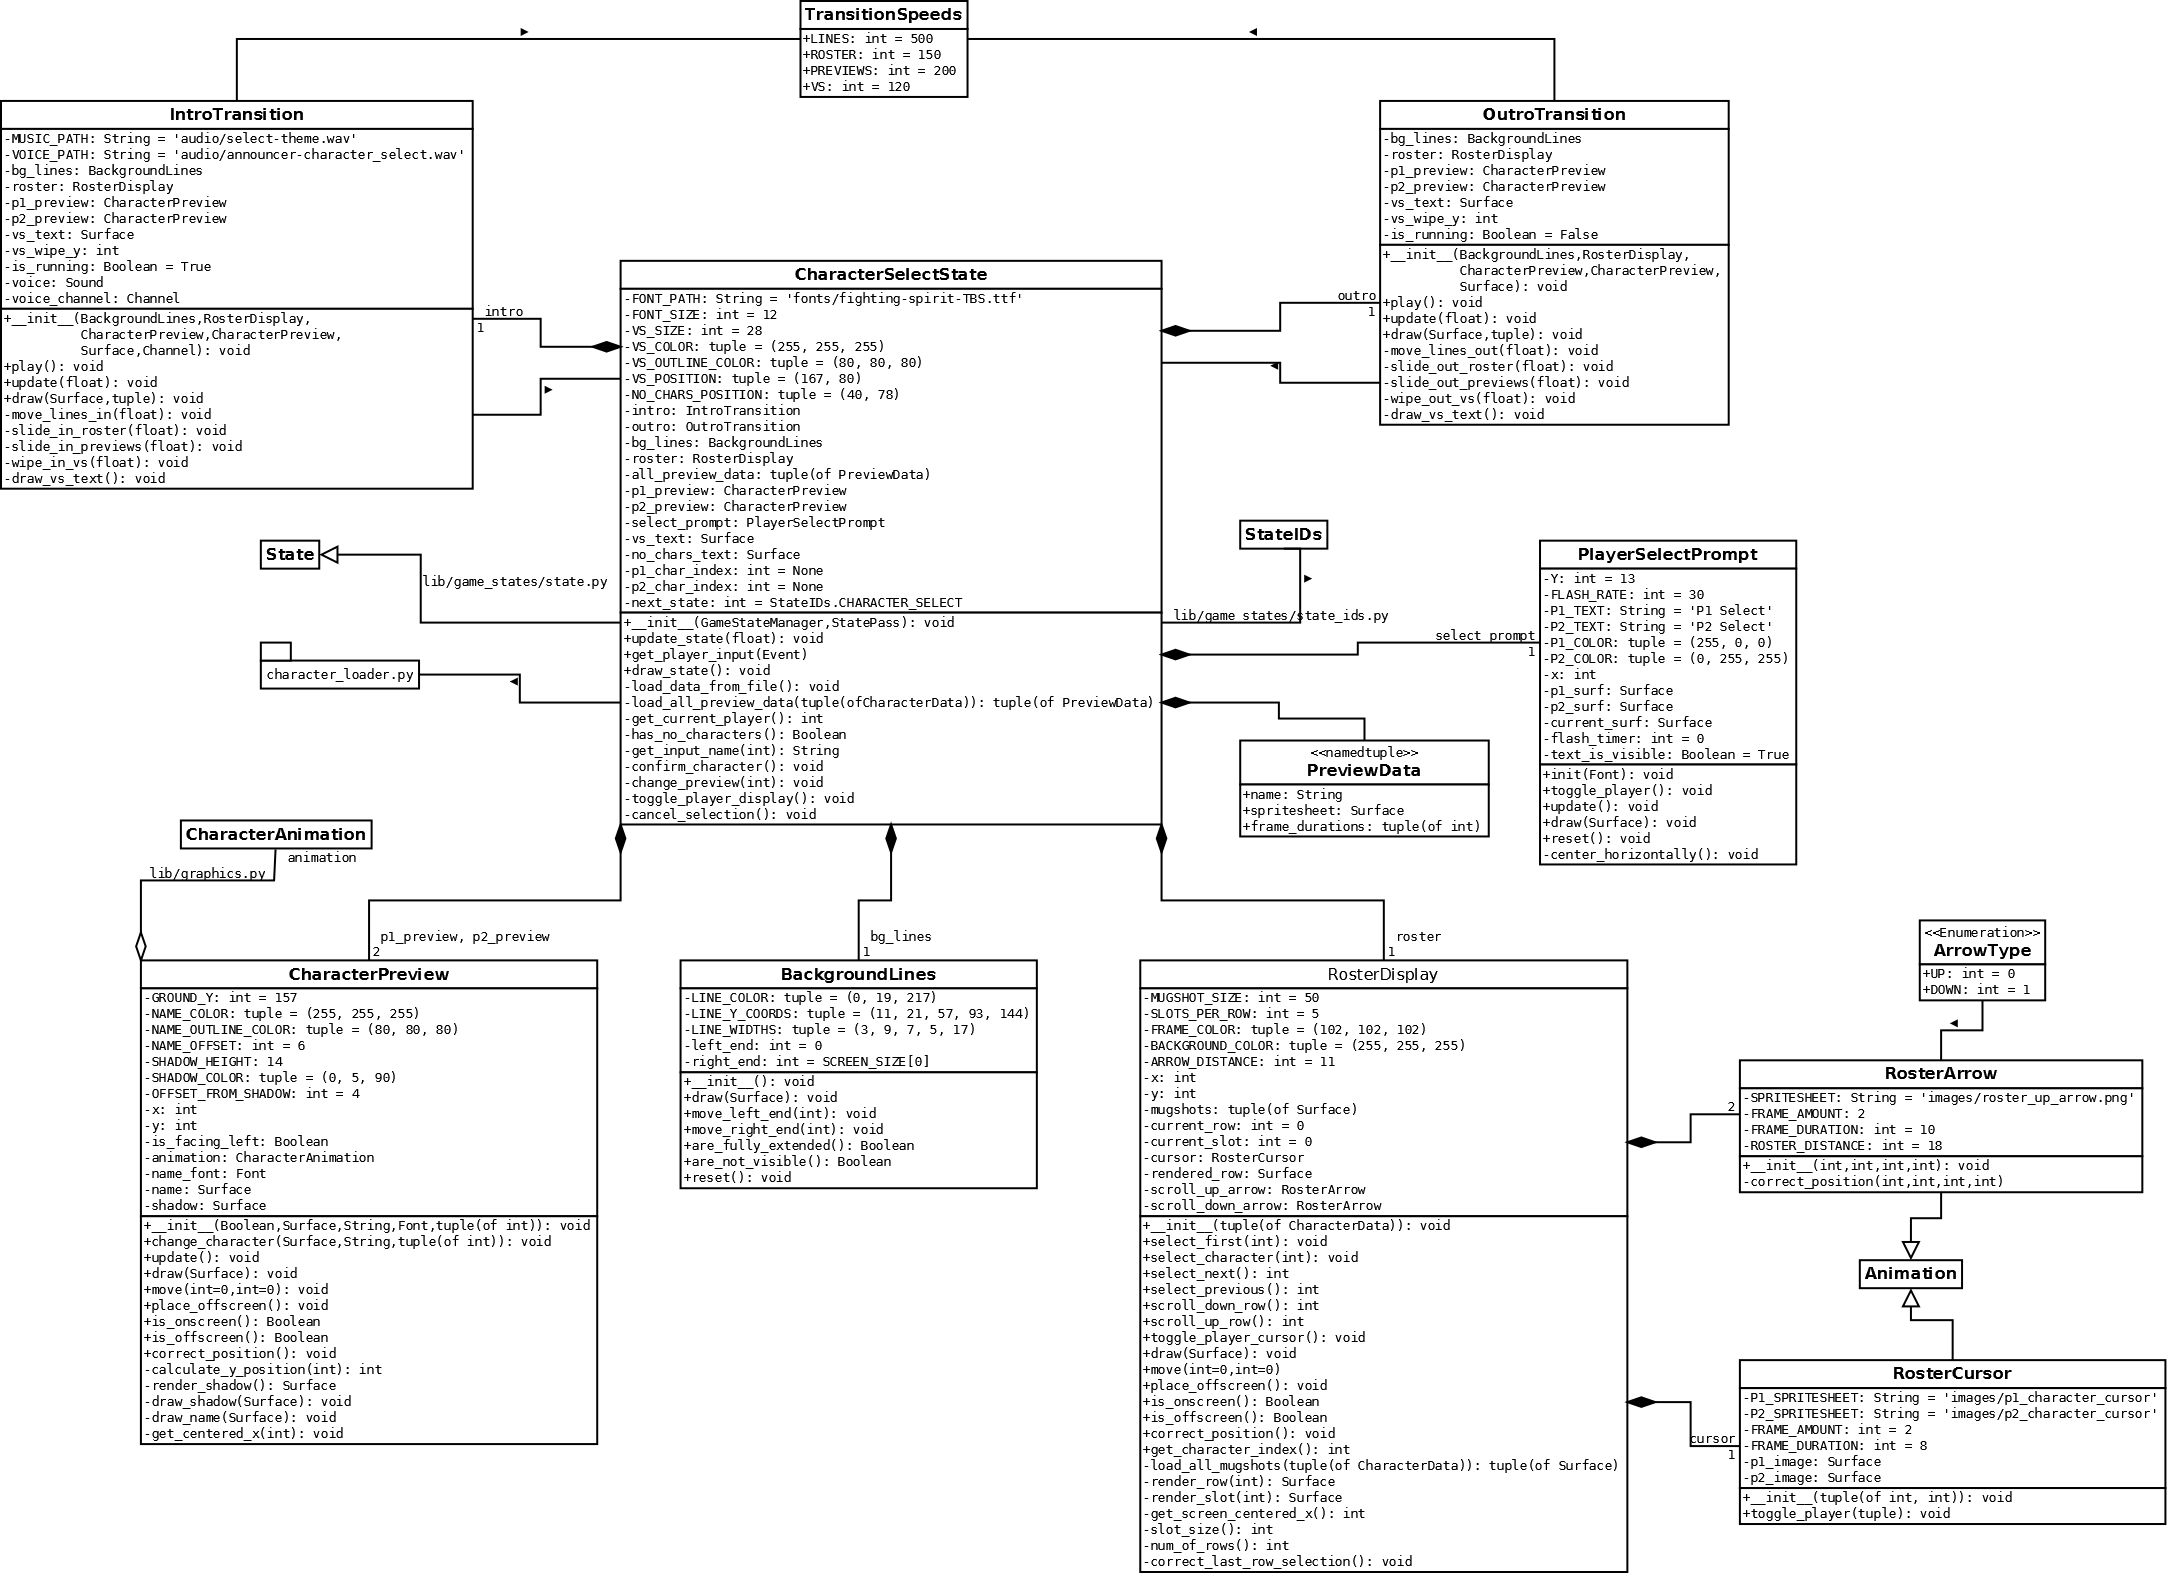 TransitionSpeeds
+LINES: int = 500
+ROSTER: int = 150
+PREVIEWS: int = 200
+VS: int = 120
IntroTransition
-MUSIC_PATH: String = 'audio/select-theme.wav'
-VOICE_PATH: String = 'audio/announcer-character_select.wav'
-bg_lines: BackgroundLines
-roster: RosterDisplay
-p1_preview: CharacterPreview
-p2_preview: CharacterPreview
-vs_text: Surface
-vs_wipe_y: int
-is_running: Boolean = True
-voice: Sound
-voice_channel: Channel
+__init__(BackgroundLines,RosterDisplay,
CharacterPreview,CharacterPreview,
Surface,Channel): void
+play(): void
+update(float): void
+draw(Surface,tuple): void
-move_lines_in(float): void
-slide_in_roster(float): void
-slide_in_previews(float): void
-wipe_in_vs(float): void
-draw_vs_text(): void
intro
1
OutroTransition
-bg_lines: BackgroundLines
-roster: RosterDisplay
-p1_preview: CharacterPreview
-p2_preview: CharacterPreview
-vs_text: Surface
-vs_wipe_y: int
-is_running: Boolean = False
+__init__(BackgroundLines,RosterDisplay,
CharacterPreview,CharacterPreview,
Surface): void
+play(): void
+update(float): void
+draw(Surface,tuple): void
-move_lines_out(float): void
-slide_out_roster(float): void
-slide_out_previews(float): void
-wipe_out_vs(float): void
-draw_vs_text(): void
outro
1
CharacterSelectState
-FONT_PATH: String = 'fonts/fighting-spirit-TBS.ttf'
-FONT_SIZE: int = 12
-VS_SIZE: int = 28
-VS_COLOR: tuple = (255, 255, 255)
-VS_OUTLINE_COLOR: tuple = (80, 80, 80)
-VS_POSITION: tuple = (167, 80)
-NO_CHARS_POSITION: tuple = (40, 78)
-intro: IntroTransition
-outro: OutroTransition
-bg_lines: BackgroundLines
-roster: RosterDisplay
-all_preview_data: tuple(of PreviewData)
-p1_preview: CharacterPreview
-p2_preview: CharacterPreview
-select_prompt: PlayerSelectPrompt
-vs_text: Surface
-no_chars_text: Surface
-p1_char_index: int = None
-p2_char_index: int = None
-next_state: int = StateIDs.CHARACTER_SELECT
+__init__(GameStateManager,StatePass): void
+update_state(float): void
+get_player_input(Event)
+draw_state(): void
-load_data_from_file(): void
-load_all_preview_data(tuple(ofCharacterData)): tuple(of PreviewData)
-get_current_player(): int
-has_no_characters(): Boolean
-get_input_name(int): String
-confirm_character(): void
-change_preview(int): void
-toggle_player_display(): void
-cancel_selection(): void
State
lib/game_states/state.py
character_loader.py
StateIDs
lib/game_states/state_ids.py
select_prompt
1
PlayerSelectPrompt
-Y: int = 13
-FLASH_RATE: int = 30
-P1_TEXT: String = 'P1 Select'
-P2_TEXT: String = 'P2 Select'
-P1_COLOR: tuple = (255, 0, 0)
-P2_COLOR: tuple = (0, 255, 255)
-x: int
-p1_surf: Surface
-p2_surf: Surface
-current_surf: Surface
-flash_timer: int = 0
-text_is_visible: Boolean = True
+init(Font): void
+toggle_player(): void
+update(): void
+draw(Surface): void
+reset(): void
-center_horizontally(): void
<<namedtuple>>
PreviewData
+name: String
+spritesheet: Surface
+frame_durations: tuple(of int)
CharacterAnimation
animation
lib/graphics.py
p1_preview, p2_preview
2
CharacterPreview
-GROUND_Y: int = 157
-NAME_COLOR: tuple = (255, 255, 255)
-NAME_OUTLINE_COLOR: tuple = (80, 80, 80)
-NAME_OFFSET: int = 6
-SHADOW_HEIGHT: 14
-SHADOW_COLOR: tuple = (0, 5, 90)
-OFFSET_FROM_SHADOW: int = 4
-x: int
-y: int
-is_facing_left: Boolean
-animation: CharacterAnimation
-name_font: Font
-name: Surface
-shadow: Surface
+__init__(Boolean,Surface,String,Font,tuple(of int)): void
+change_character(Surface,String,tuple(of int)): void
+update(): void
+draw(Surface): void
+move(int=0,int=0): void
+place_offscreen(): void
+is_onscreen(): Boolean
+is_offscreen(): Boolean
+correct_position(): void
-calculate_y_position(int): int
-render_shadow(): Surface
-draw_shadow(Surface): void
-draw_name(Surface): void
-get_centered_x(int): void
bg_lines
1
BackgroundLines
-LINE_COLOR: tuple = (0, 19, 217)
-LINE_Y_COORDS: tuple = (11, 21, 57, 93, 144)
-LINE_WIDTHS: tuple = (3, 9, 7, 5, 17)
-left_end: int = 0
-right_end: int = SCREEN_SIZE[0]
+__init__(): void
+draw(Surface): void
+move_left_end(int): void
+move_right_end(int): void
+are_fully_extended(): Boolean
+are_not_visible(): Boolean
+reset(): void
roster
1
RosterDisplay
-MUGSHOT_SIZE: int = 50
-SLOTS_PER_ROW: int = 5
-FRAME_COLOR: tuple = (102, 102, 102)
-BACKGROUND_COLOR: tuple = (255, 255, 255)
-ARROW_DISTANCE: int = 11
-x: int
-y: int
-mugshots: tuple(of Surface)
-current_row: int = 0
-current_slot: int = 0
-cursor: RosterCursor
-rendered_row: Surface
-scroll_up_arrow: RosterArrow
-scroll_down_arrow: RosterArrow
+__init__(tuple(of CharacterData)): void
+select_first(int): void
+select_character(int): void
+select_next(): int
+select_previous(): int
+scroll_down_row(): int
+scroll_up_row(): int
+toggle_player_cursor(): void
+draw(Surface): void
+move(int=0,int=0)
+place_offscreen(): void
+is_onscreen(): Boolean
+is_offscreen(): Boolean
+correct_position(): void
+get_character_index(): int
-load_all_mugshots(tuple(of CharacterData)): tuple(of Surface)
-render_row(int): Surface
-render_slot(int): Surface
-get_screen_centered_x(): int
-slot_size(): int
-num_of_rows(): int
-correct_last_row_selection(): void
<<Enumeration>>
ArrowType
+UP: int = 0
+DOWN: int = 1
2
RosterArrow
-SPRITESHEET: String = 'images/roster_up_arrow.png'
-FRAME_AMOUNT: 2
-FRAME_DURATION: int = 10
-ROSTER_DISTANCE: int = 18
+__init__(int,int,int,int): void
-correct_position(int,int,int,int)
Animation
cursor
1
RosterCursor
-P1_SPRITESHEET: String = 'images/p1_character_cursor'
-P2_SPRITESHEET: String = 'images/p2_character_cursor'
-FRAME_AMOUNT: int = 2
-FRAME_DURATION: int = 8
-p1_image: Surface
-p2_image: Surface
+__init__(tuple(of int, int)): void
+toggle_player(tuple): void